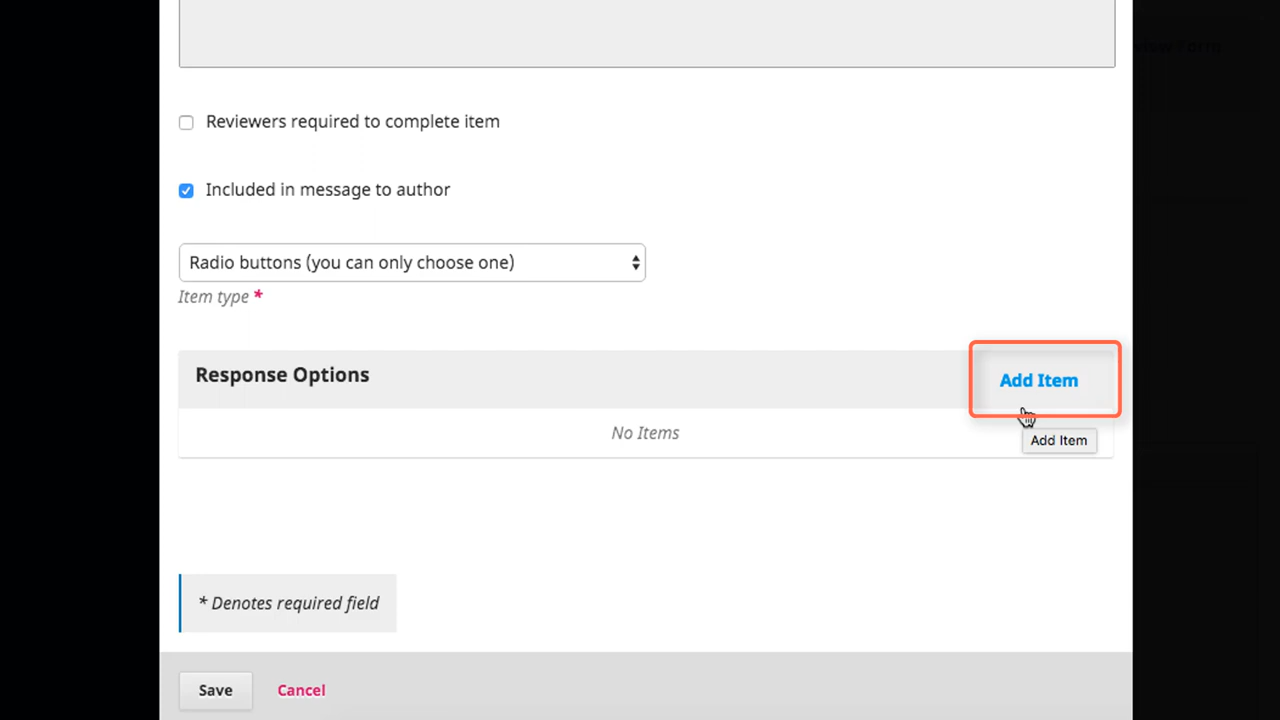 Reviewers required to complete item
Included in message to author
Radio buttons (you can only choose one)
Item type *
Response Options
Add Item
No Items
Add Item
* Denotes required field
Save
Cancel